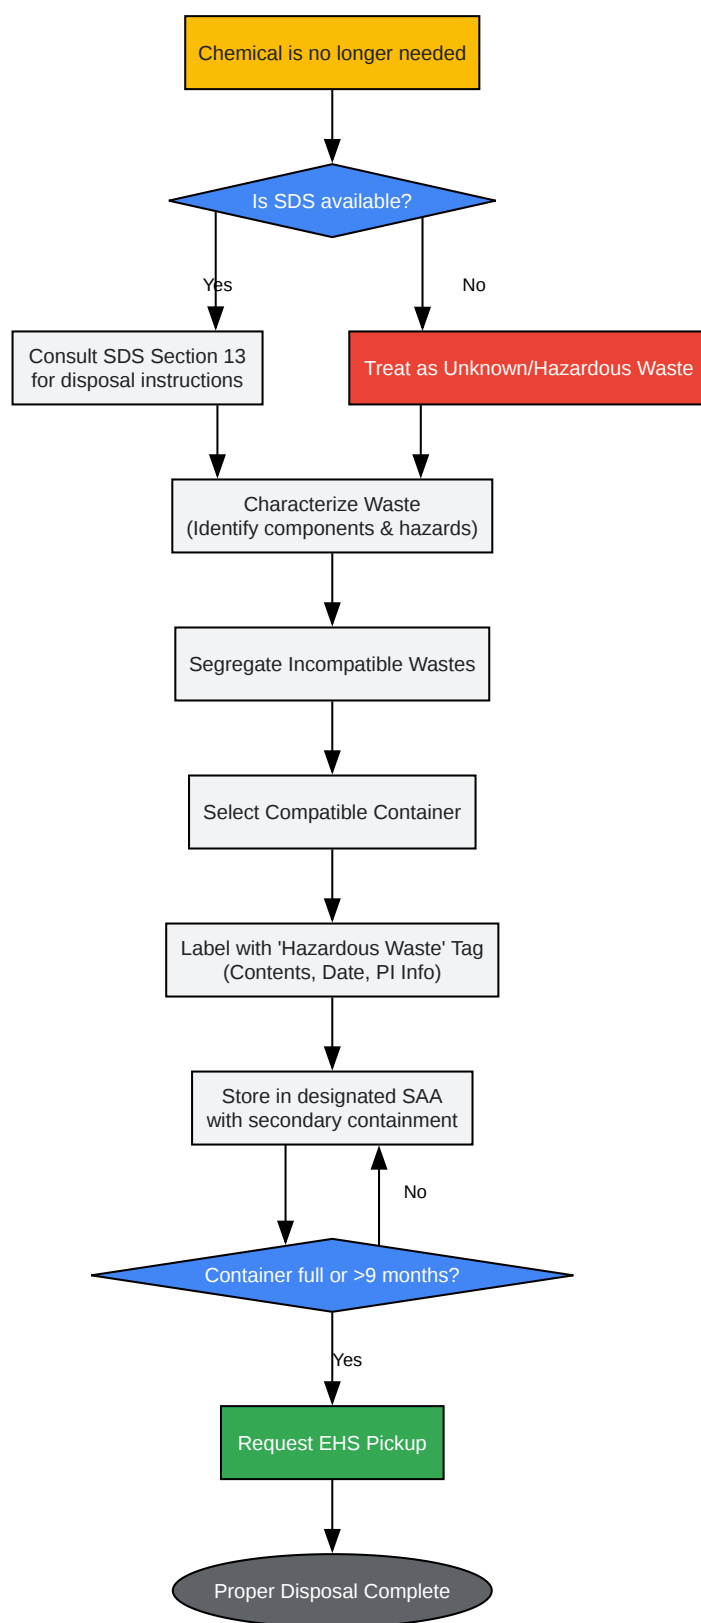 Chemical is no longer needed
Is SDS available?
Yes
No
Consult SDS Section 13
for disposal instructions
Treat as Unknown/Hazardous Waste
Characterize Waste
(Identify components & hazards)
Segregate Incompatible Wastes
Select Compatible Container
Label with 'Hazardous Waste' Tag
(Contents, Date, PI Info)
Store in designated SAA
with secondary containment
No
Container full or >9 months?
Yes
Request EHS Pickup
Proper Disposal Complete